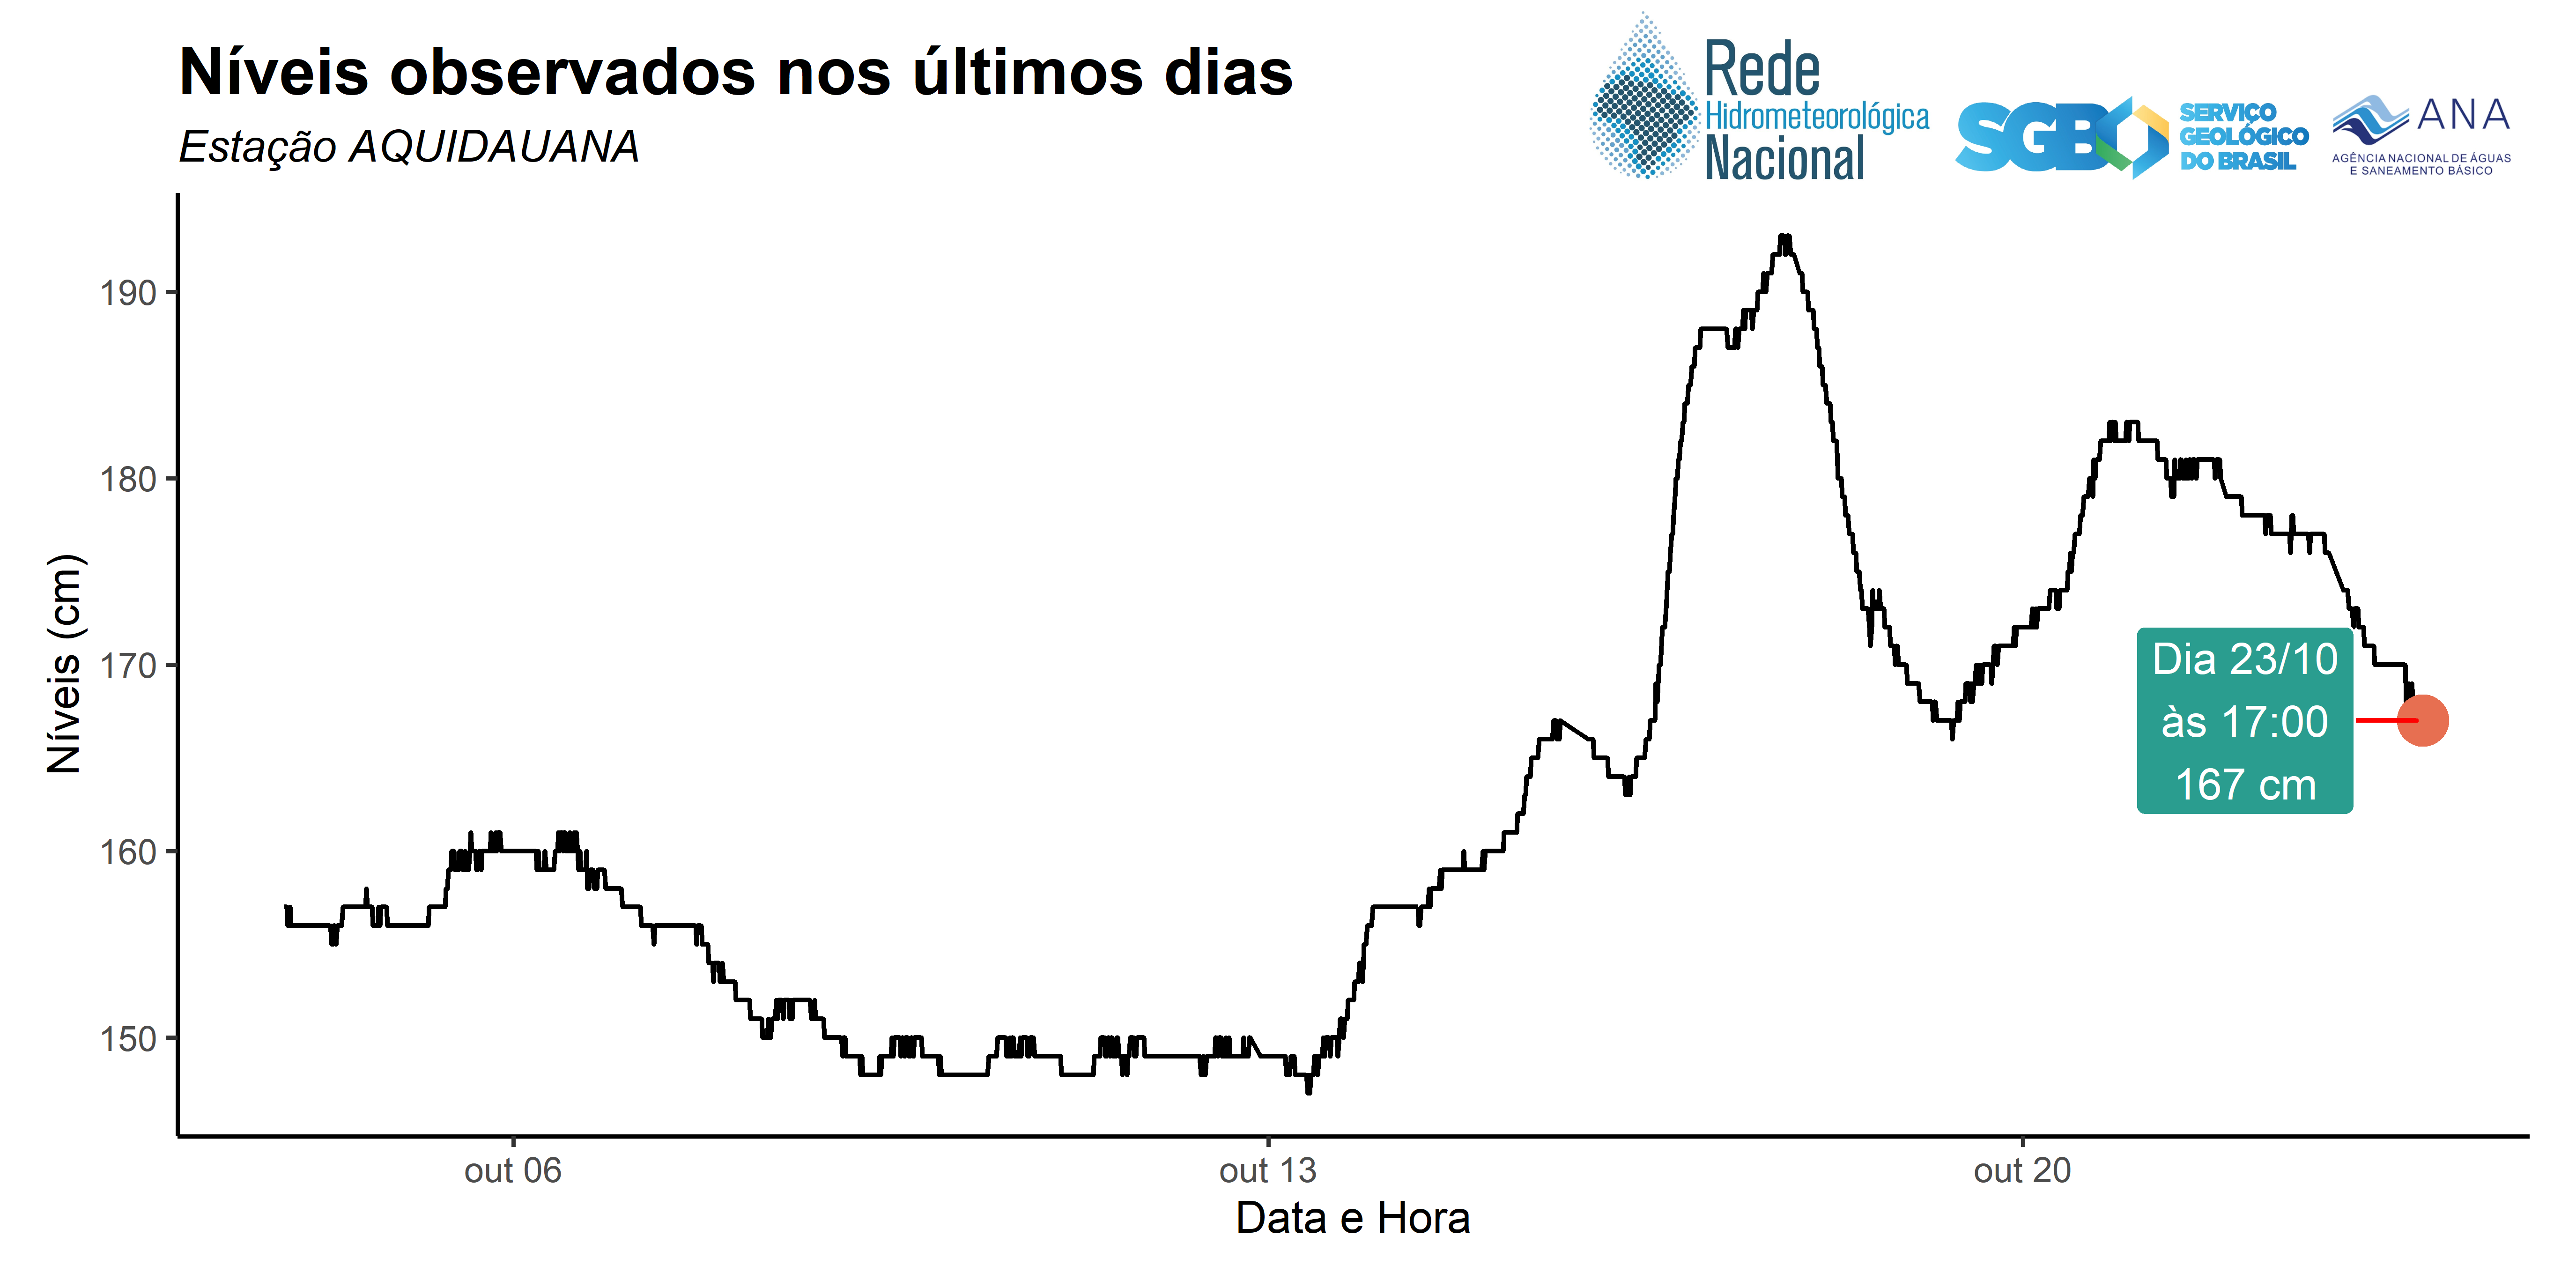 Níveis observados nos últimos dias
Estação AQUIDAUANA
Rede
Hidrometeorológica
Nacional
SGB
SERVIÇO
GEOLÓGICO
DO BRASIL
ANA
AGÊNCIA NACIONAL DE ÁGUAS
E SANEAMENTO BÁSICO
Níveis (cm)
190
180
170
160
150
Dia 23/10
às 17:00
167 cm
out 06
out 13
out 20
Data e Hora